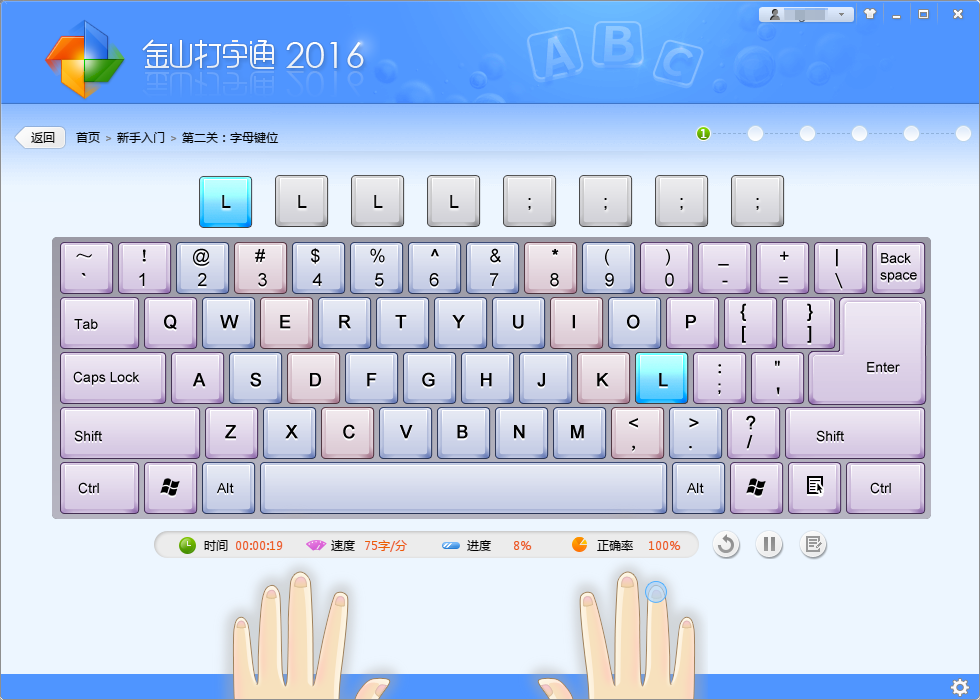 金山打字通 2016
A B C
返回 首页 > 新手入门 > 第二关：字母键位 1
L L L L ; ; ; ;
~ ! @ # $ % ^ & * ( ) _ + | Back space
` 1 2 3 4 5 6 7 8 9 0 - = \
Tab Q W E R T Y U I O P { [ } ]
Caps Lock A S D F G H J K L : ; " ' Enter
Shift Z X C V B N M < , > . ? / Shift
Ctrl Alt Alt Ctrl
时间 00:00:19 速度 75字/分 进度 8% 正确率 100%